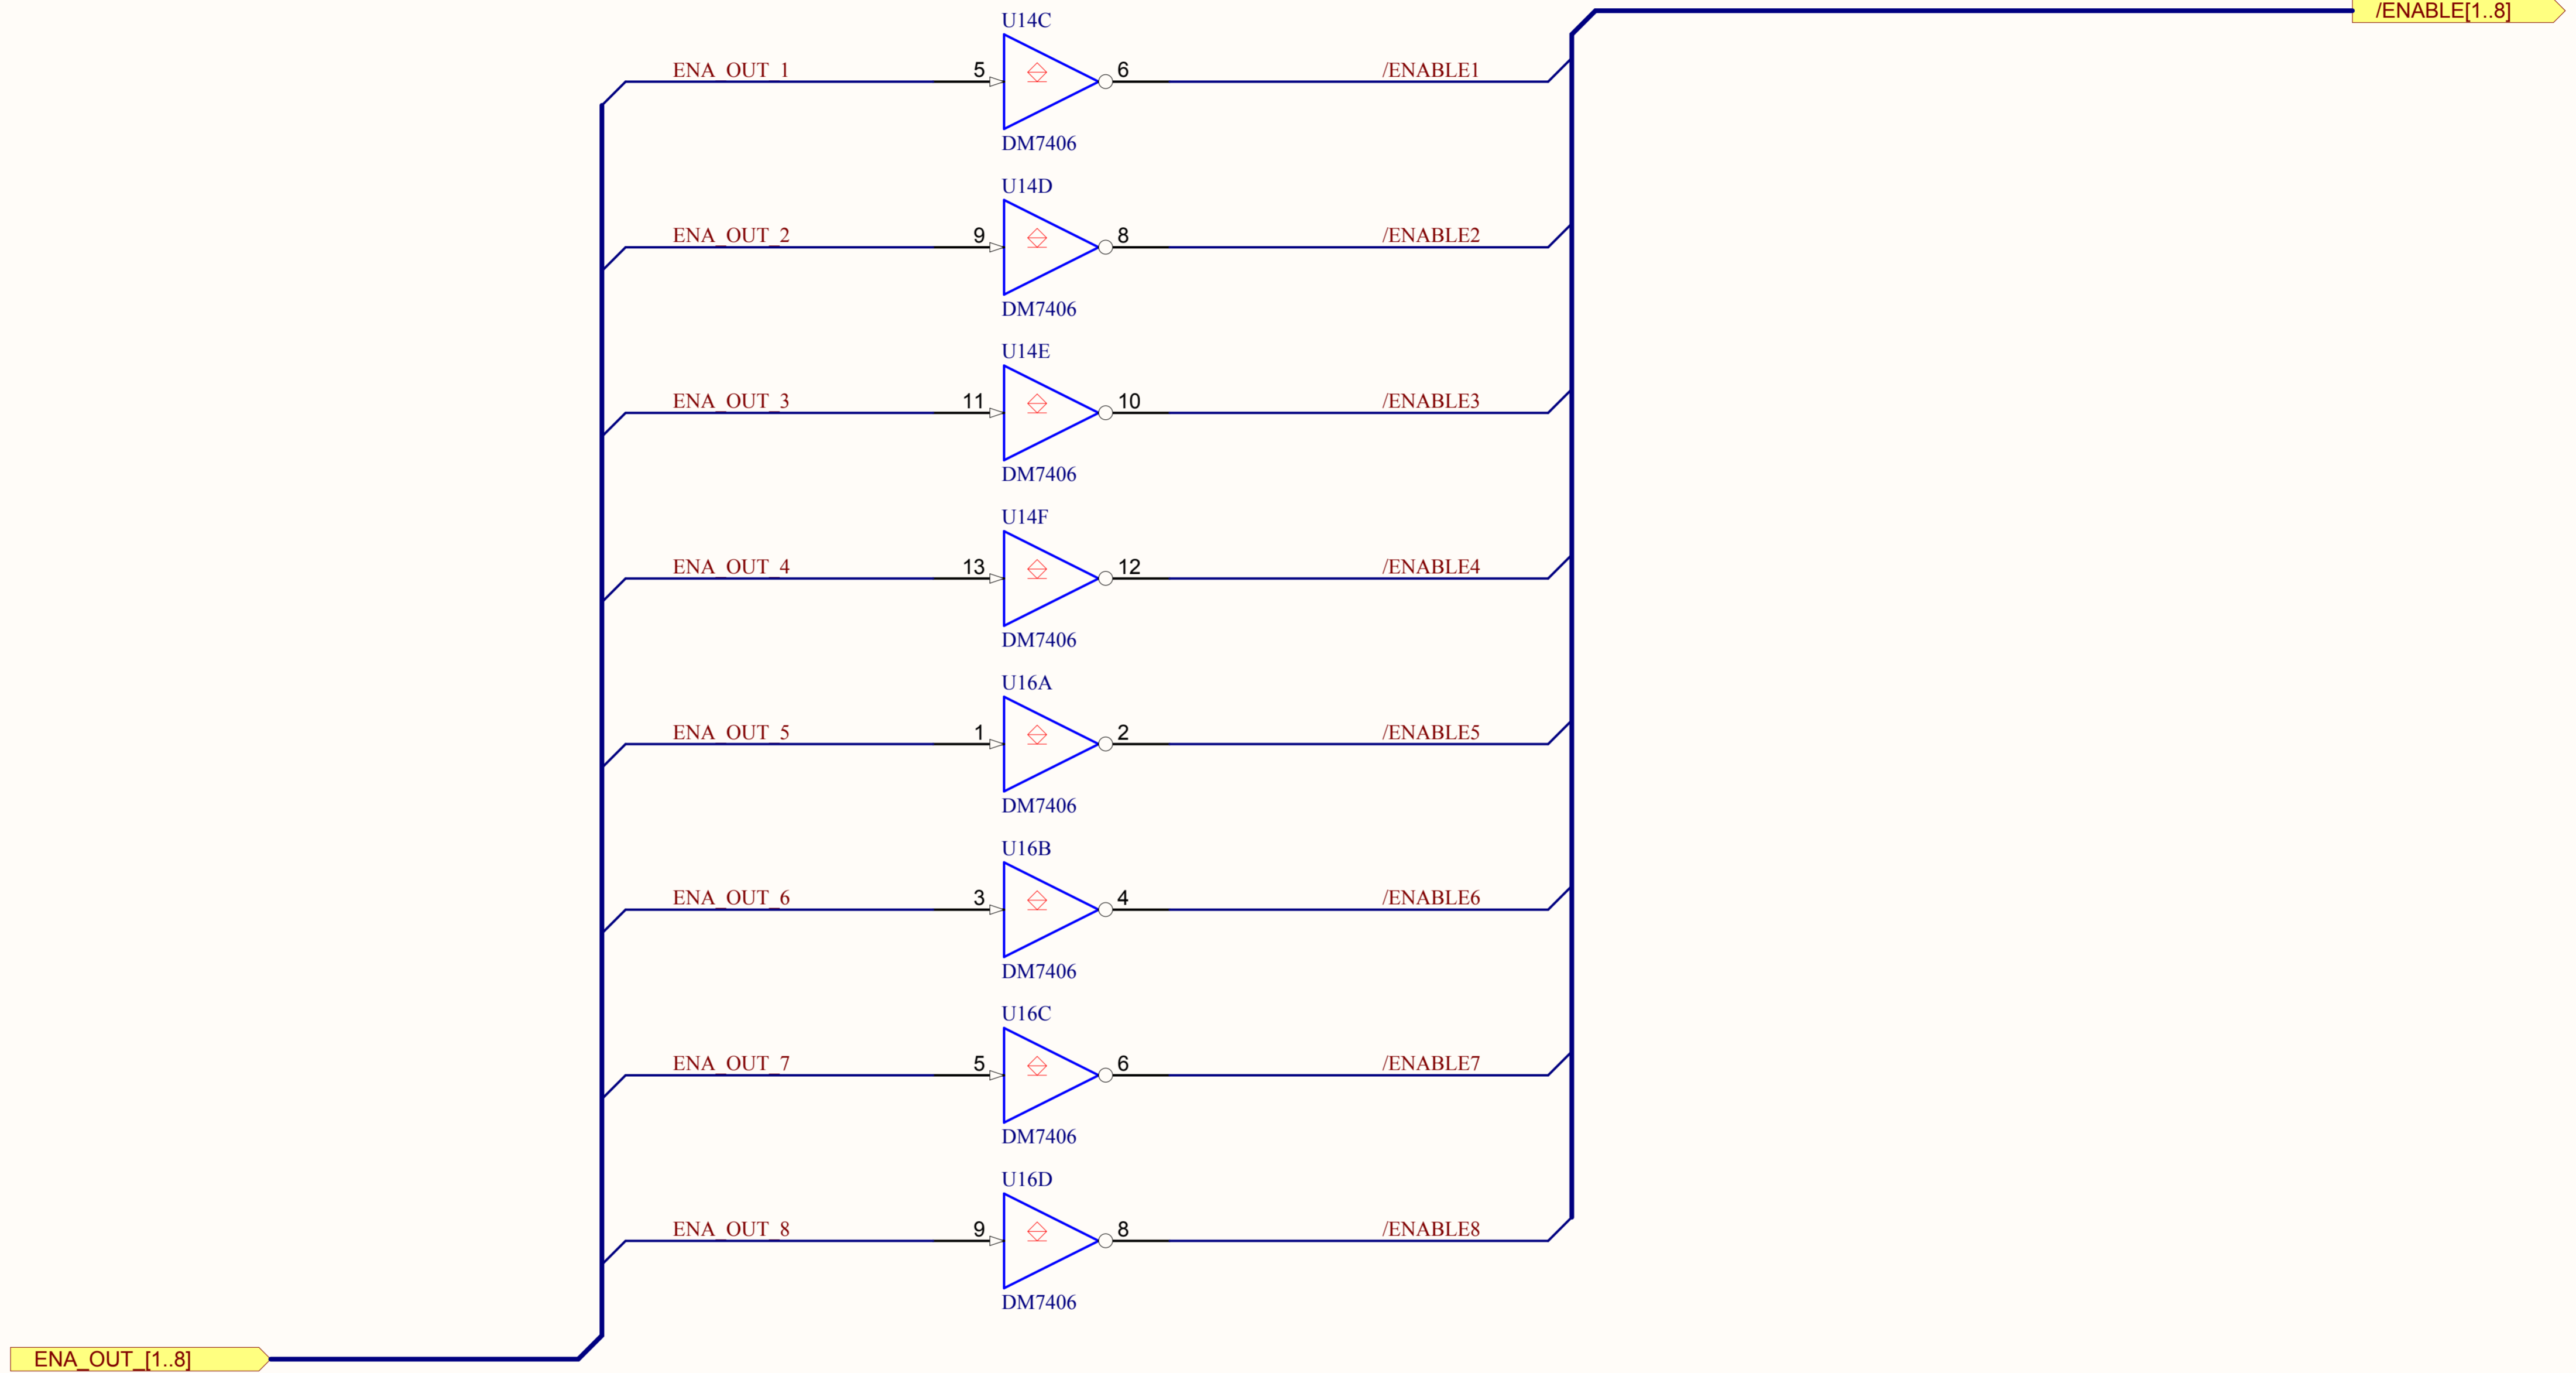 /ENABLE[1..8]
U14C
ENA_OUT_1 5 6 /ENABLE1
DM7406
U14D
ENA_OUT_2 9 8 /ENABLE2
DM7406
U14E
ENA_OUT_3 11 10 /ENABLE3
DM7406
U14F
ENA_OUT_4 13 12 /ENABLE4
DM7406
U16A
ENA_OUT_5 1 2 /ENABLE5
DM7406
U16B
ENA_OUT_6 3 4 /ENABLE6
DM7406
U16C
ENA_OUT_7 5 6 /ENABLE7
DM7406
U16D
ENA_OUT_8 9 8 /ENABLE8
DM7406
ENA_OUT_[1..8]